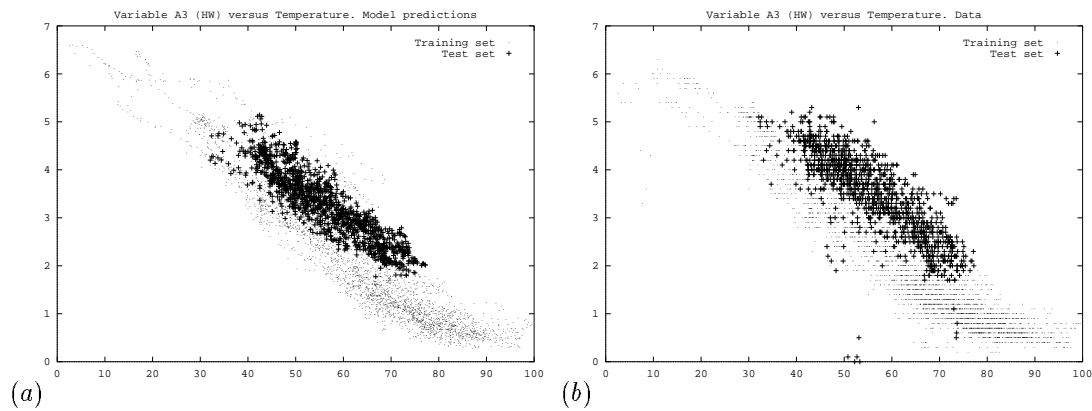 Variable A3 (HW) versus Temperature. Model predictions
7
6
5
4
3
2
1
0
Training set
Test set
0 10 20 30 40 50 60 70 80 90 100
(a)
Variable A3 (HW) versus Temperature. Data
7
6
5
4
3
2
1
0
Training set
Test set
0 10 20 30 40 50 60 70 80 90 100
(b)